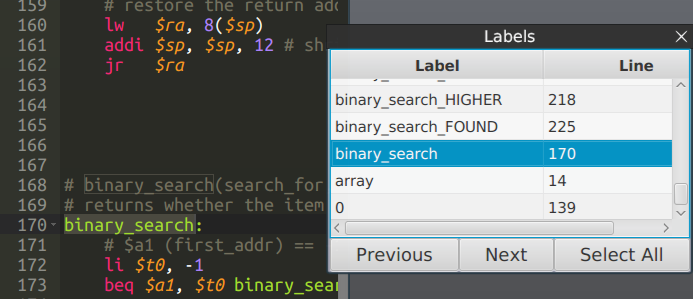 159 # restore the return add
160 lw $ra, 8($sp)
161 addi $sp, $sp, 12 # sh
162 jr $ra
163
164
165
166
167
168 # binary_search(search_for
169 # returns whether the item
170 binary_search:
171 # $a1 (first_addr) ==
172 li $t0, -1
173 beq $a1, $t0 binary_sear
Labels
Label Line
binary_search_HIGHER 218
binary_search_FOUND 225
binary_search 170
array 14
0 139
Previous Next Select All